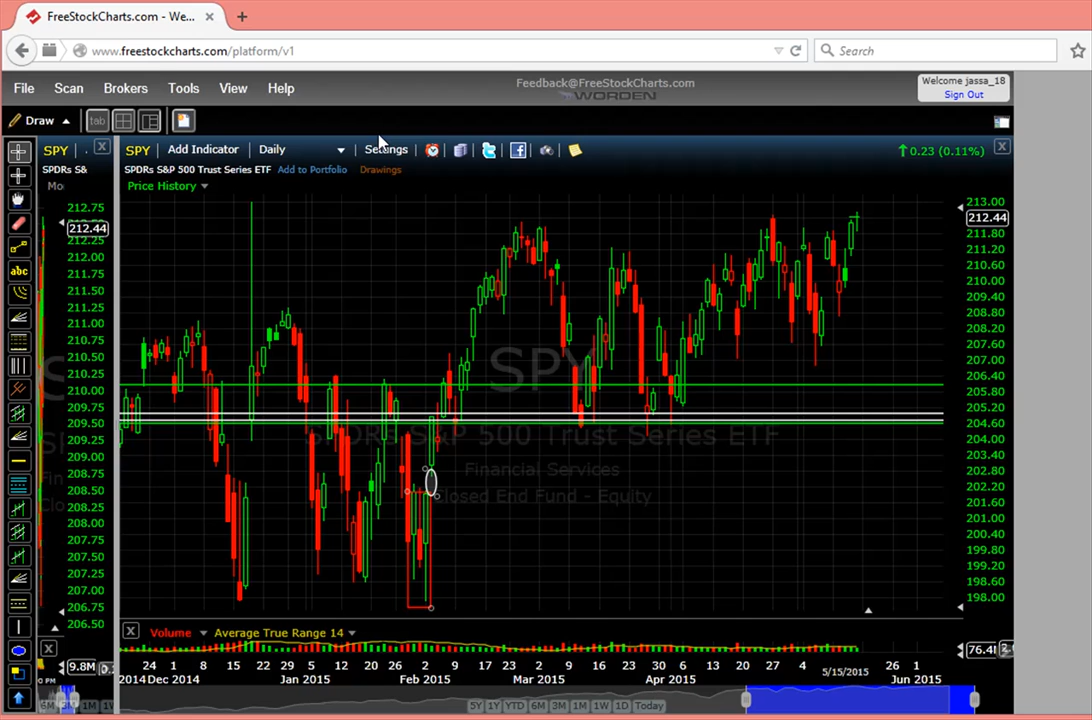 FreeStockCharts.com - We...
www.freestockcharts.com/platform/v1
Search
File Scan Brokers Tools View Help
Feedback@FreeStockCharts.com
WORDEN
Welcome jassa_18
Sign Out
Draw
tab
SPY
SPDRs S&
Mo
SPY Add Indicator Daily Settings
0.23 (0.11%)
SPDRs S&P 500 Trust Series ETF Add to Portfolio Drawings
Price History
abc
212.75
212.44
212.25
212.00
211.75
211.50
211.25
211.00
210.75
210.50
210.25
210.00
209.75
209.50
209.25
209.00
208.75
208.50
208.25
208.00
207.75
207.50
207.25
207.00
206.75
206.50
213.00
212.44
211.80
211.20
210.60
210.00
209.40
208.80
208.20
207.60
207.00
206.40
205.80
205.20
204.60
204.00
203.40
202.80
202.20
201.60
201.00
200.40
199.80
199.20
198.60
198.00
SPY
SPDRs S&P 500 Trust Series ETF
Financial Services
Closed End Fund - Equity
Volume Average True Range 14
9.8M
76.4M
24 1 8 15 22 29 5 12 20 26 2 9 17 23 2 9 16 23 30 6 13 20 27 4 5/15/2015 26 1
2014 Dec 2014 Jan 2015 Feb 2015 Mar 2015 Apr 2015 Jun 2015
6M 3M 1M 1W
5Y 1Y YTD 6M 3M 1M 1W 1D Today